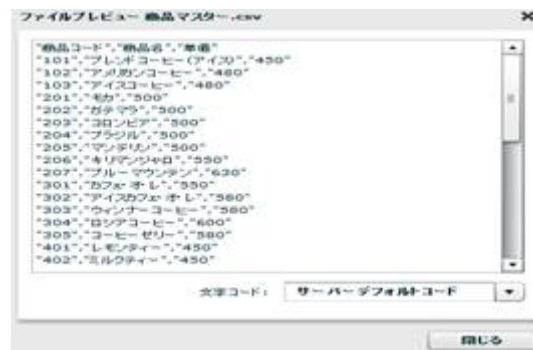 ファイルプレビュー 商品マスター.csv
"商品コード","商品名","単価"
"101","ブレンドコーヒー(アイス)","450"
"102","アメリカンコーヒー","480"
"103","アイスコーヒー","480"
"201","モカ","500"
"202","ガテマラ","500"
"203","コロンビア","500"
"204","ブラジル","500"
"205","マンデリン","500"
"206","キリマンジャロ","550"
"207","ブルーマウンテン","630"
"301","カフェ・オ・レ","550"
"302","アイスカフェ・オ・レ","580"
"303","ウィンナーコーヒー","580"
"304","ロシアコーヒー","600"
"305","コーヒーゼリー","580"
"401","レモンティー","450"
"402","ミルクティー","450"
文字コード: サーバーデフォルトコード
閉じる